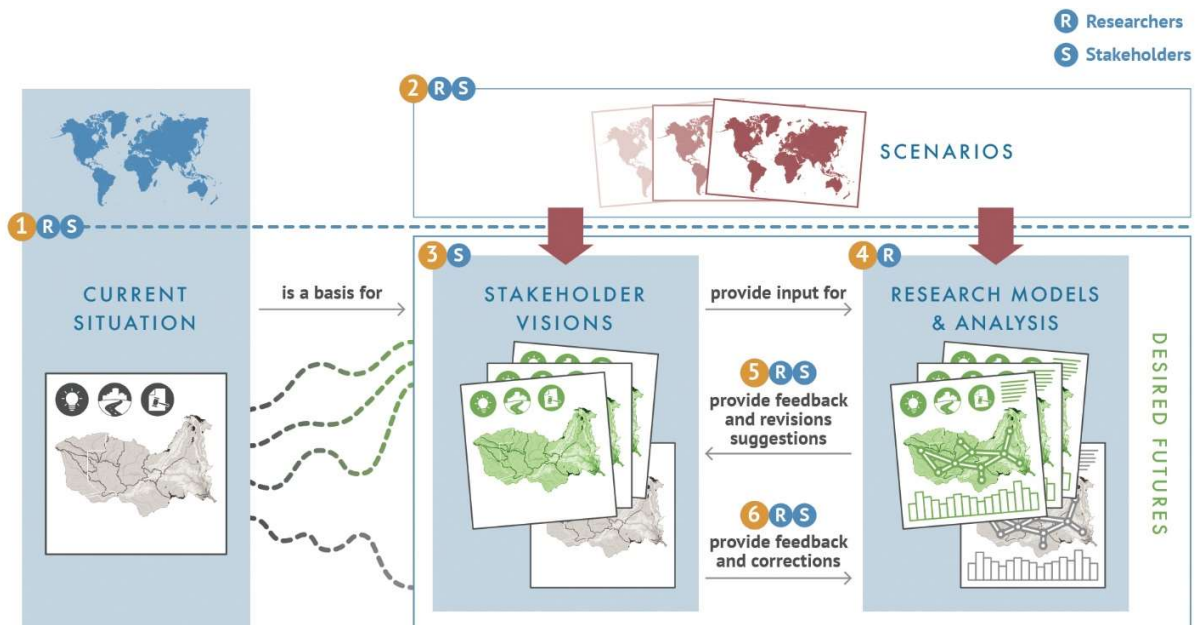 R Researchers
S Stakeholders
2 R S
SCENARIOS
1 R S
CURRENT
SITUATION
is a basis for
3 S
STAKEHOLDER
VISIONS
provide input for
4 R
RESEARCH MODELS
& ANALYSIS
5 R S
provide feedback
and revisions
suggestions
6 R S
provide feedback
and corrections
DESIRED FUTURES